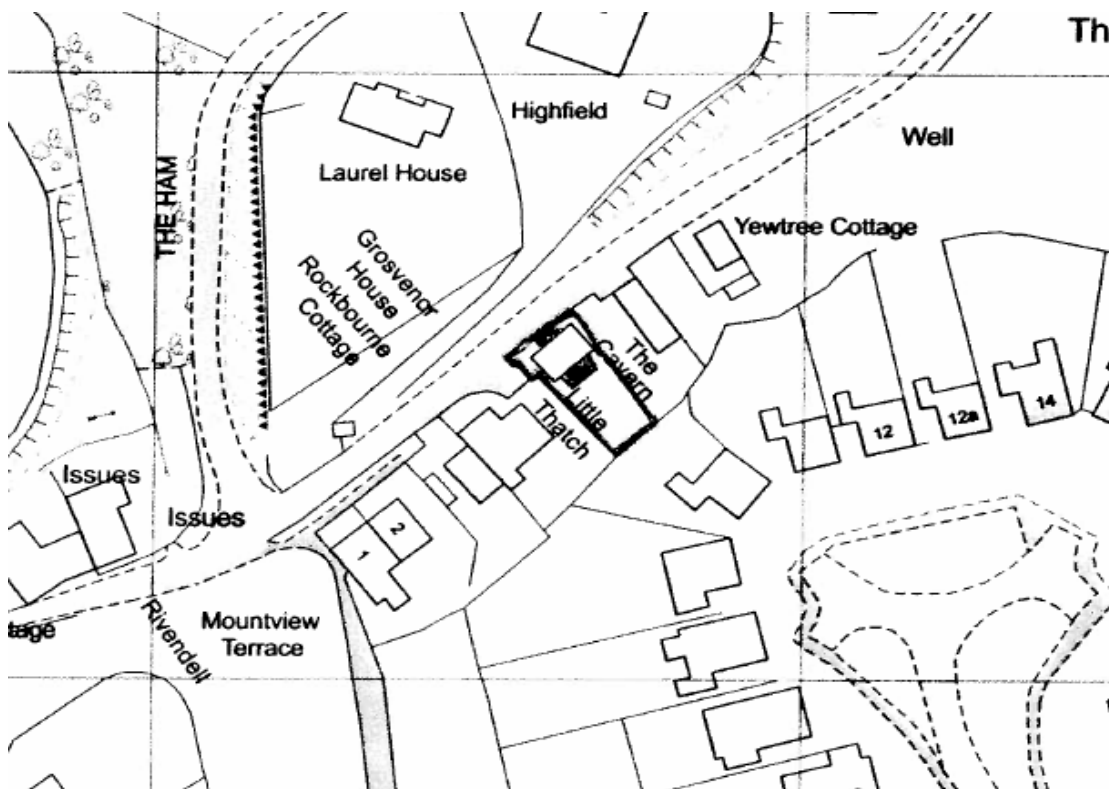 Th
Highfield
Well
Laurel House
THE HAM
Yewtree Cottage
Grosvenor
House
Rockbourne
Cottage
The
Cavern
Little
Thatch
14
12a
12
Issues
Issues
2
1
Rivendell
Mountview
Terrace